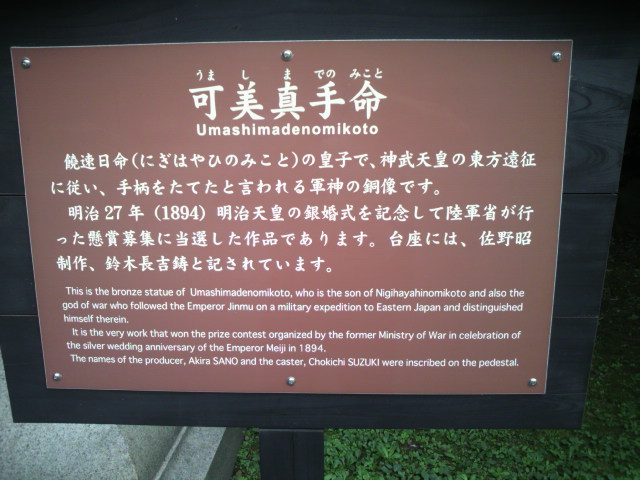 うま し ま での みこと
可美真手命
Umashimadenomikoto
饒速日命(にぎはやひのみこと)の皇子で、神武天皇の東方遠征
に従い、手柄をたてたと言われる軍神の銅像です。
明治27年(1894)明治天皇の銀婚式を記念して陸軍省が行
った懸賞募集に当選した作品であります。台座には、佐野昭
制作、鈴木長吉鋳と記されています。
This is the bronze statue of Umashimadenomikoto, who is the son of Nigihayahinomikoto and also the
god of war who followed the Emperor Jinmu on a military expedition to Eastern Japan and distinguished
himself therein.
It is the very work that won the prize contest organized by the former Ministry of War in celebration of
the silver wedding anniversary of the Emperor Meiji in 1894.
The names of the producer, Akira SANO and the caster, Chokichi SUZUKI were inscribed on the pedestal.